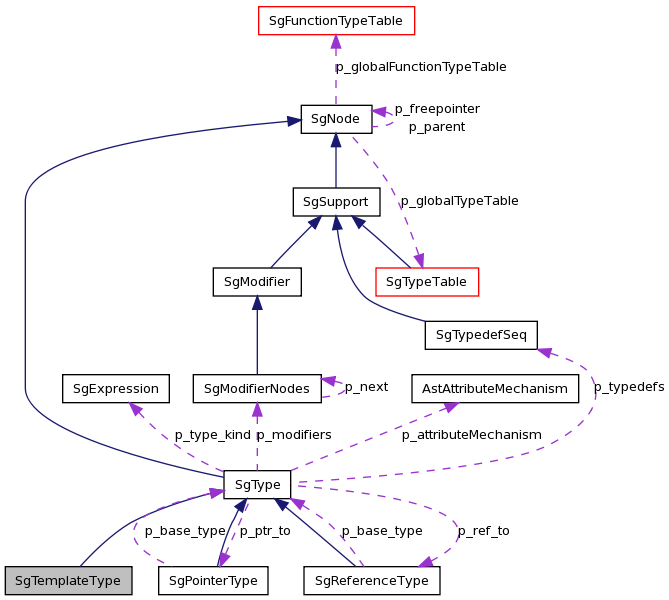 SgFunctionTypeTable
p_globalFunctionTypeTable
SgNode
p_freepointer
p_parent
SgSupport
p_globalTypeTable
SgModifier
SgTypeTable
SgTypedefSeq
SgExpression
SgModifierNodes
p_next
AstAttributeMechanism
p_typedefs
p_type_kind
p_modifiers
p_attributeMechanism
SgType
p_base_type
p_ptr_to
p_base_type
p_ref_to
SgTemplateType
SgPointerType
SgReferenceType